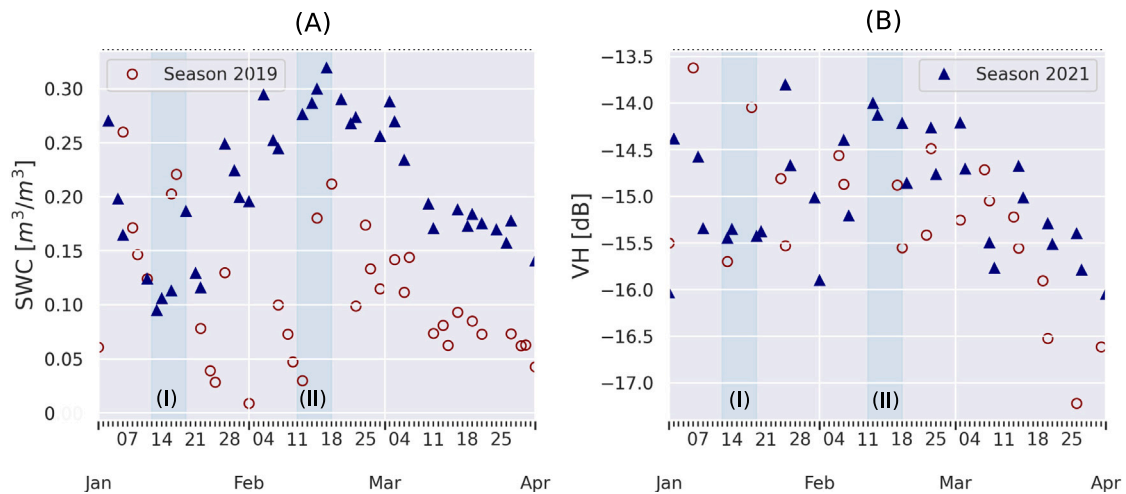 (A)
SWC [m³/m³]
0.30
0.25
0.20
0.15
0.10
0.05
0.00
Season 2019
(I)
(II)
07 14 21 28 04 11 18 25 04 11 18 25
Jan Feb Mar Apr
(B)
VH [dB]
−13.5
−14.0
−14.5
−15.0
−15.5
−16.0
−16.5
−17.0
Season 2021
(I)
(II)
07 14 21 28 04 11 18 25 04 11 18 25
Jan Feb Mar Apr